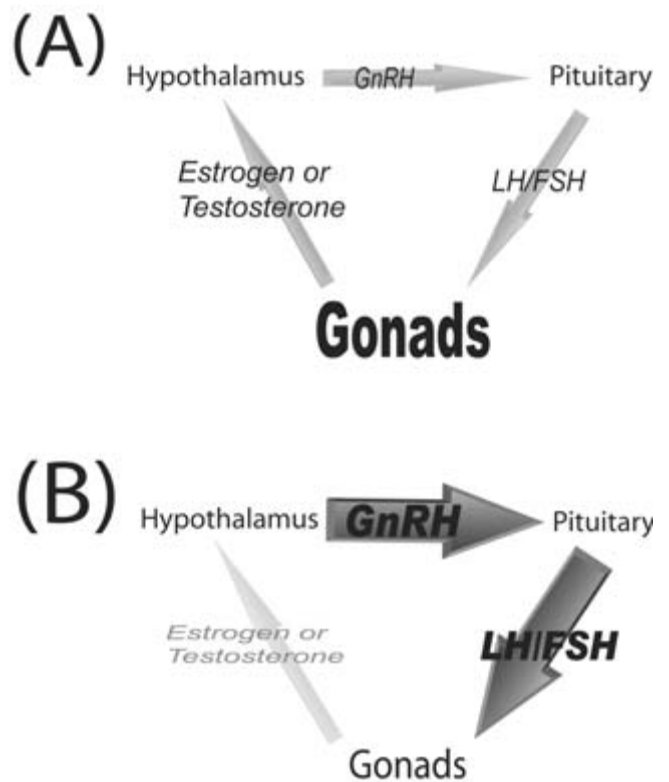 (A)
Hypothalamus GnRH Pituitary
Estrogen or
Testosterone
LH/FSH
Gonads
(B)
Hypothalamus GnRH Pituitary
Estrogen or
Testosterone
LH/FSH
Gonads